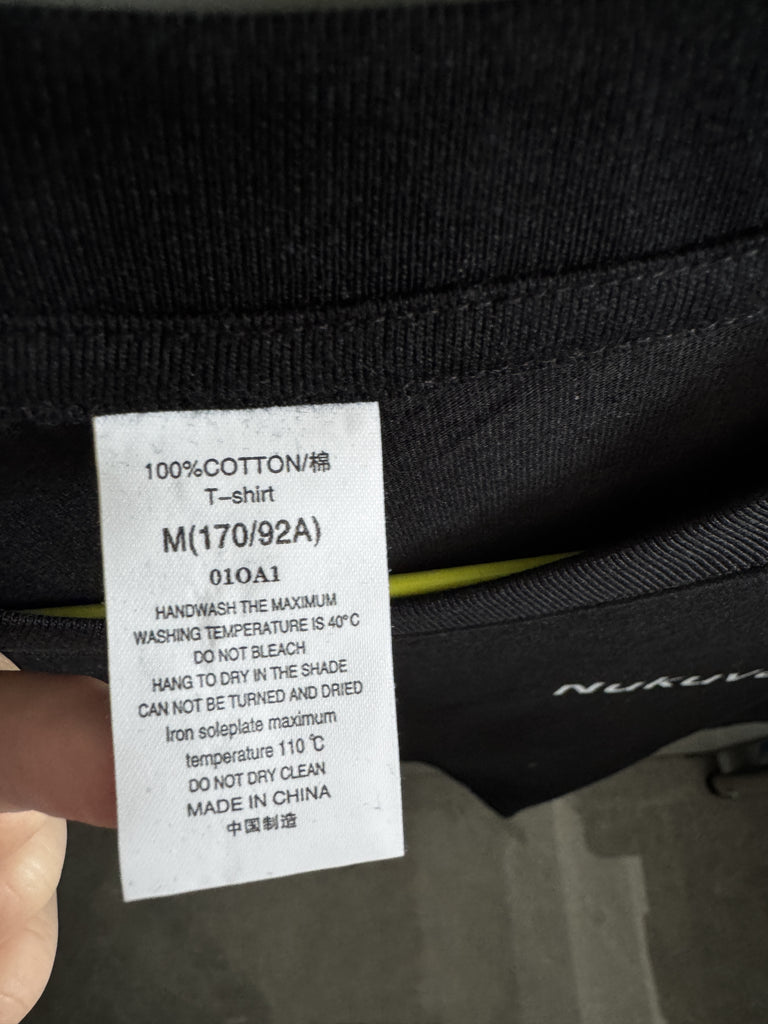 100%COTTON/棉
T-shirt
M(170/92A)
010A1
HANDWASH THE MAXIMUM
WASHING TEMPERATURE IS 40°C
DO NOT BLEACH
HANG TO DRY IN THE SHADE
CAN NOT BE TURNED AND DRIED
Iron soleplate maximum
temperature 110 ℃
DO NOT DRY CLEAN
MADE IN CHINA
中国制造